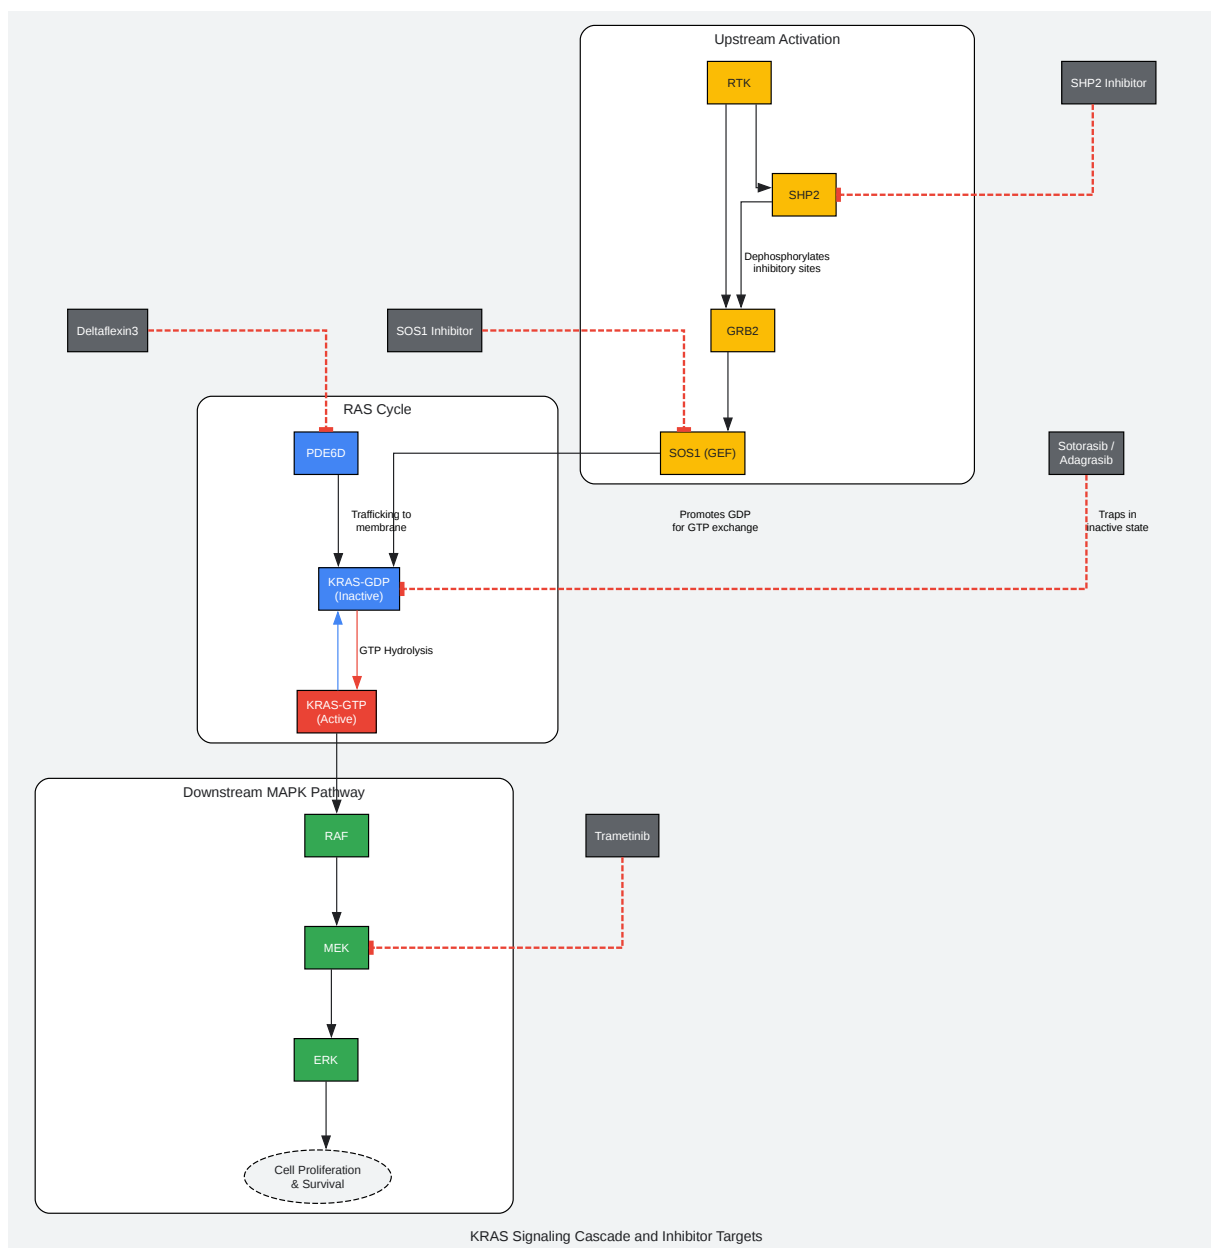 Upstream Activation
RTK
SHP2 Inhibitor
SHP2
Dephosphorylates
inhibitory sites
Deltaflexin3
SOS1 Inhibitor
GRB2
RAS Cycle
PDE6D
SOS1 (GEF)
Sotorasib /
Adagrasib
Trafficking to
membrane
Promotes GDP
for GTP exchange
Traps in
inactive state
KRAS-GDP
(Inactive)
GTP Hydrolysis
KRAS-GTP
(Active)
Downstream MAPK Pathway
RAF
Trametinib
MEK
ERK
Cell Proliferation
& Survival
KRAS Signaling Cascade and Inhibitor Targets